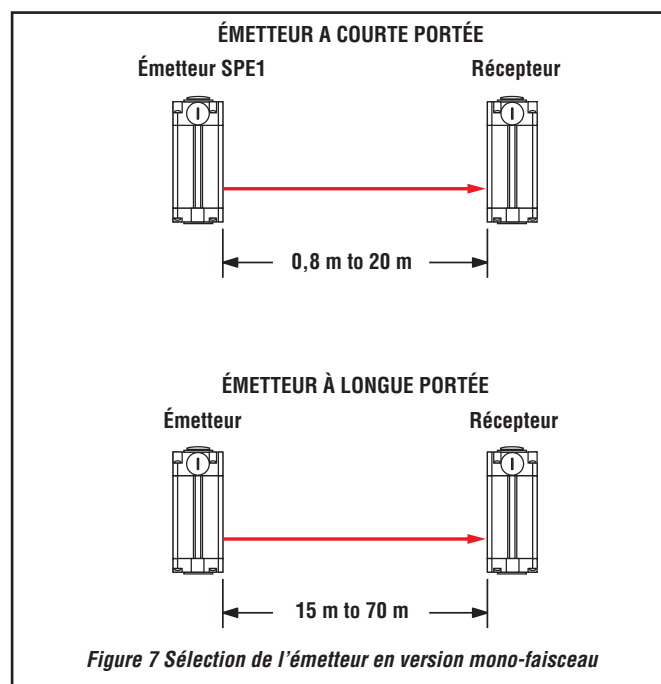 ÉMETTEUR A COURTE PORTÉE
Émetteur SPE1 Récepteur
0,8 m to 20 m
ÉMETTEUR À LONGUE PORTÉE
Émetteur Récepteur
15 m to 70 m
Figure 7 Sélection de l'émetteur en version mono-faisceau